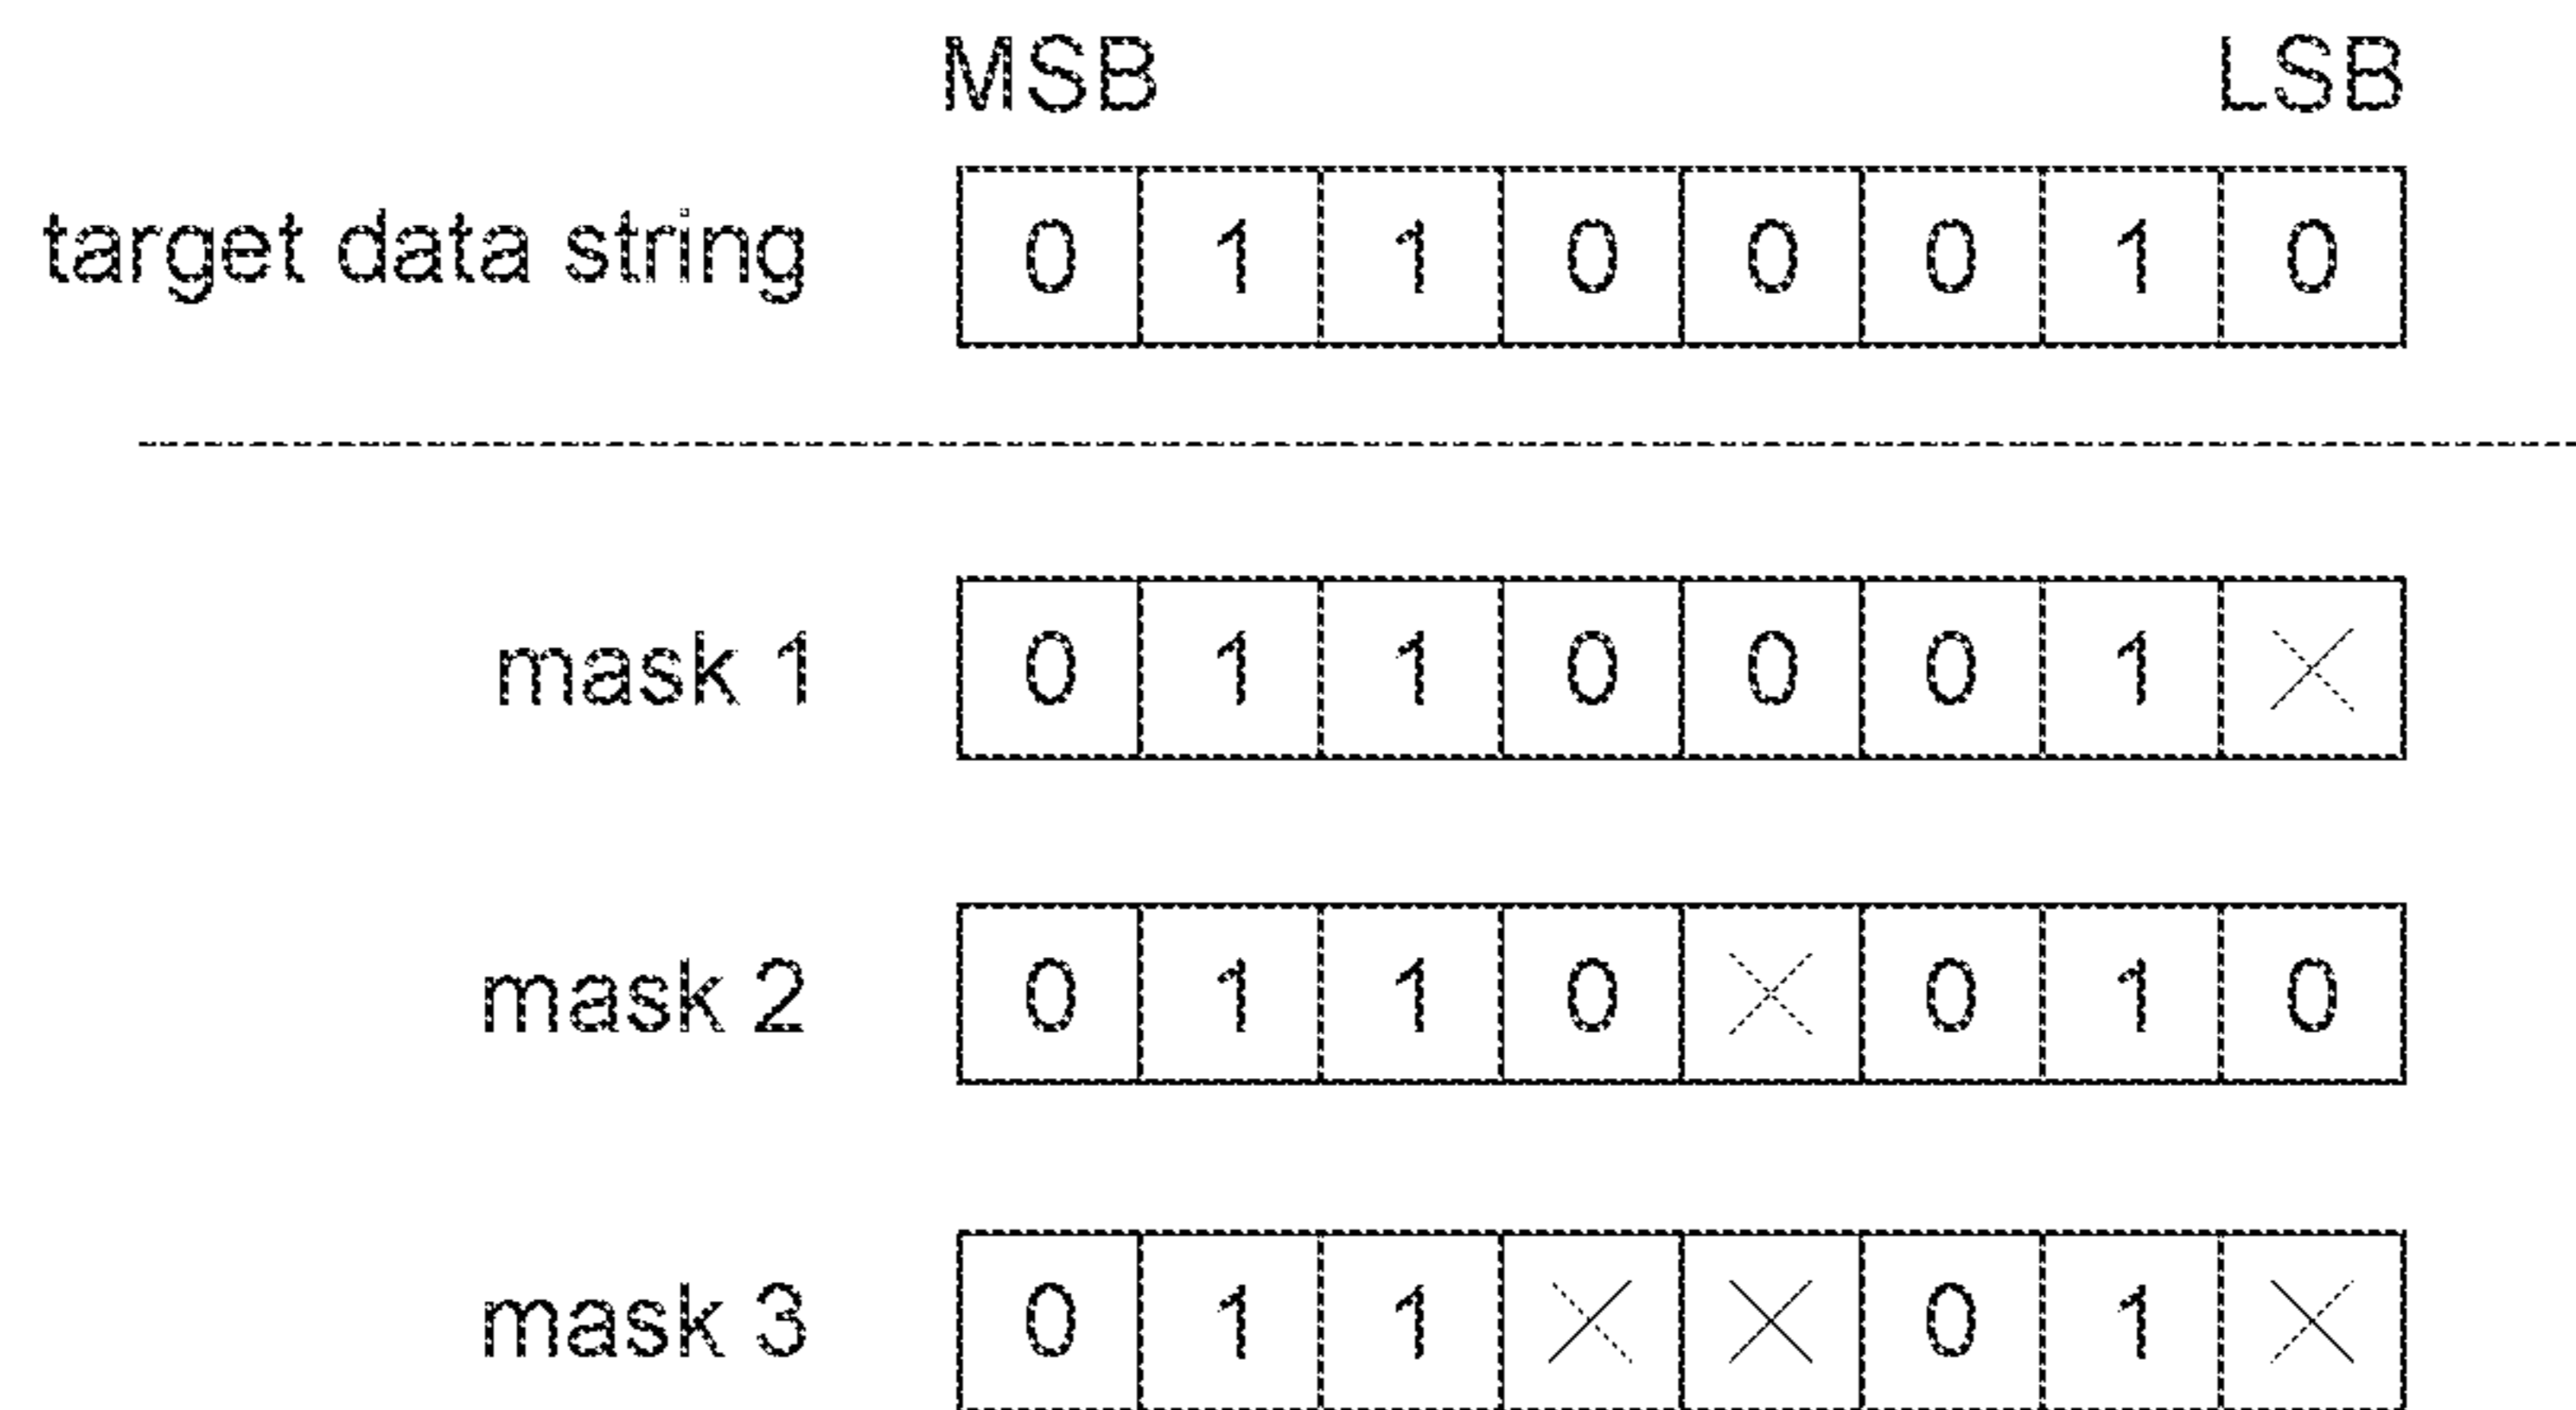 MSB LSB
target data string 0 1 1 0 0 0 1 0
mask 1 0 1 1 0 0 0 1 X
mask 2 0 1 1 0 X 0 1 0
mask 3 0 1 1 X X 0 1 X